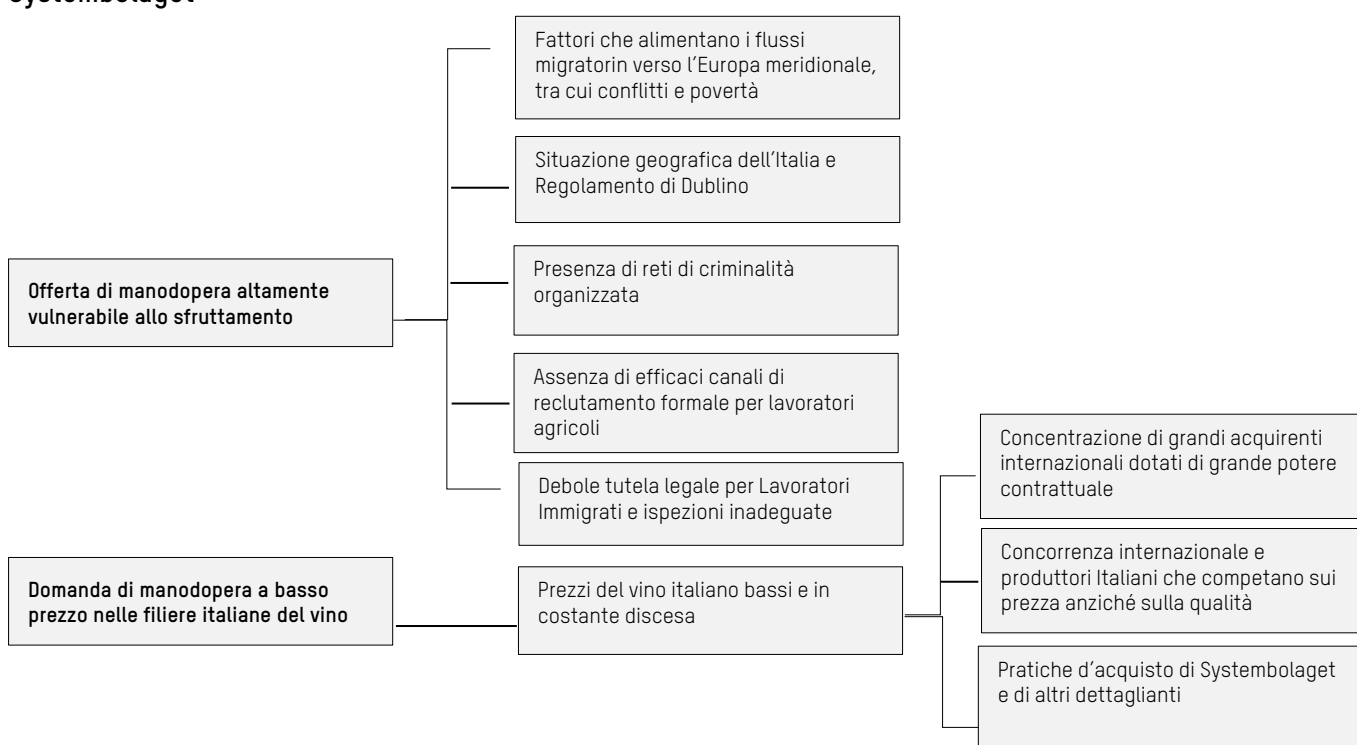 Systembolaget
Fattori che alimentano i flussi
migratorin verso l'Europa meridionale,
tra cui conflitti e povertà
Situazione geografica dell'Italia e
Regolamento di Dublino
Presenza di reti di criminalità
organizzata
Offerta di manodopera altamente
vulnerabile allo sfruttamento
Assenza di efficaci canali di
reclutamento formale per lavoratori
agricoli
Debole tutela legale per Lavoratori
Immigrati e ispezioni inadeguate
Domanda di manodopera a basso
prezzo nelle filiere italiane del vino
Prezzi del vino italiano bassi e in
costante discesa
Concentrazione di grandi acquirenti
internazionali dotati di grande potere
contrattuale
Concorrenza internazionale e
produttori Italiani che competano sui
prezza anziché sulla qualità
Pratiche d'acquisto di Systembolaget
e di altri dettaglianti